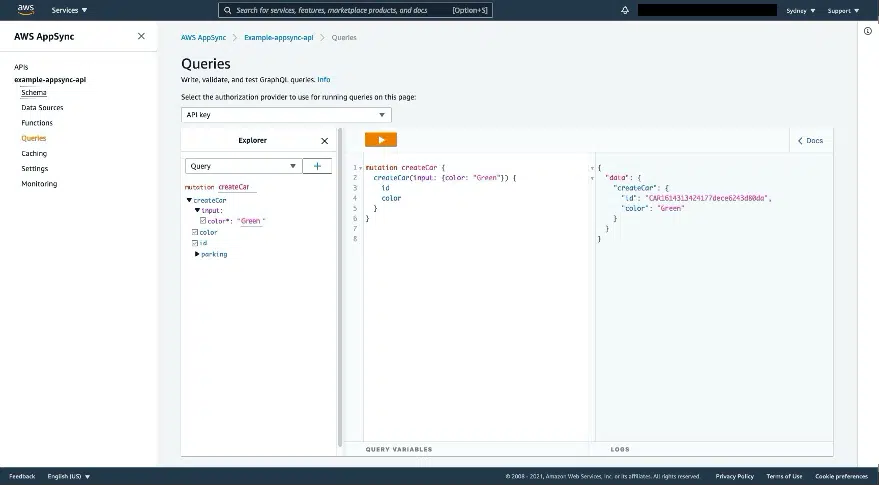 aws
Services
Search for services, features, marketplace products, and docs [Option+S]
Sydney
Support
AWS AppSync
APIs
example-appsync-api
Schema
Data Sources
Functions
Queries
Caching
Settings
Monitoring
AWS AppSync > Example-appsync-api > Queries
Queries
Write, validate, and test GraphQL queries. Info
Select the authorization provider to use for running queries on this page:
API key
Explorer
Query
+
mutation createCar
createCar
input:
color*: "Green"
color
id
parking
< Docs
1 mutation createCar {
2 createCar(input: {color: "Green"}) {
3 id
4 color
5 }
6 }
7
8
{
"data": {
"createCar": {
"id": "CAR1614313424177dece6243d80da",
"color": "Green"
}
}
}
QUERY VARIABLES
LOGS
Feedback
English (US)
© 2008 - 2021, Amazon Web Services, Inc. or its affiliates. All rights reserved.
Privacy Policy
Terms of Use
Cookie preferences